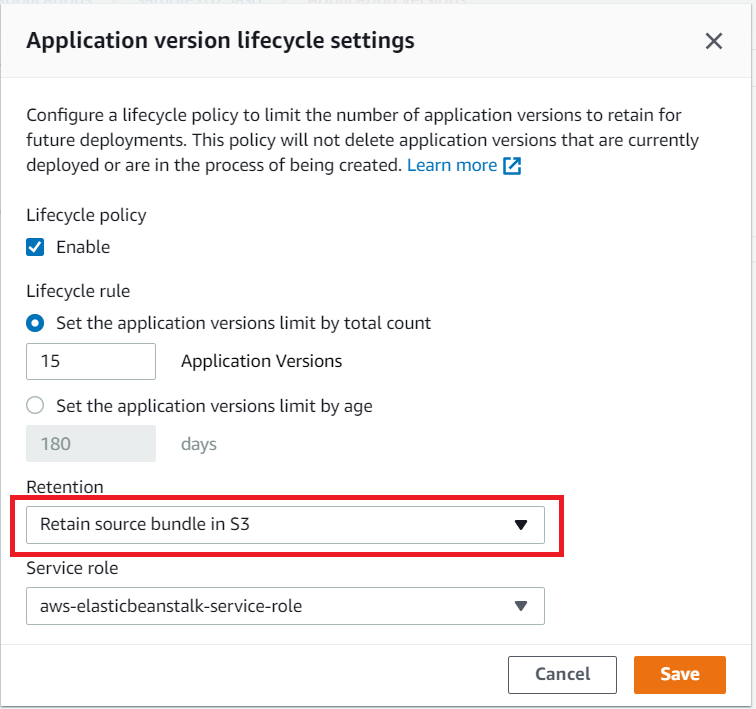 Application version lifecycle settings
Configure a lifecycle policy to limit the number of application versions to retain for
future deployments. This policy will not delete application versions that are currently
deployed or are in the process of being created. Learn more
Lifecycle policy
Enable
Lifecycle rule
Set the application versions limit by total count
15 Application Versions
Set the application versions limit by age
180 days
Retention
Retain source bundle in S3
Service role
aws-elasticbeanstalk-service-role
Cancel Save